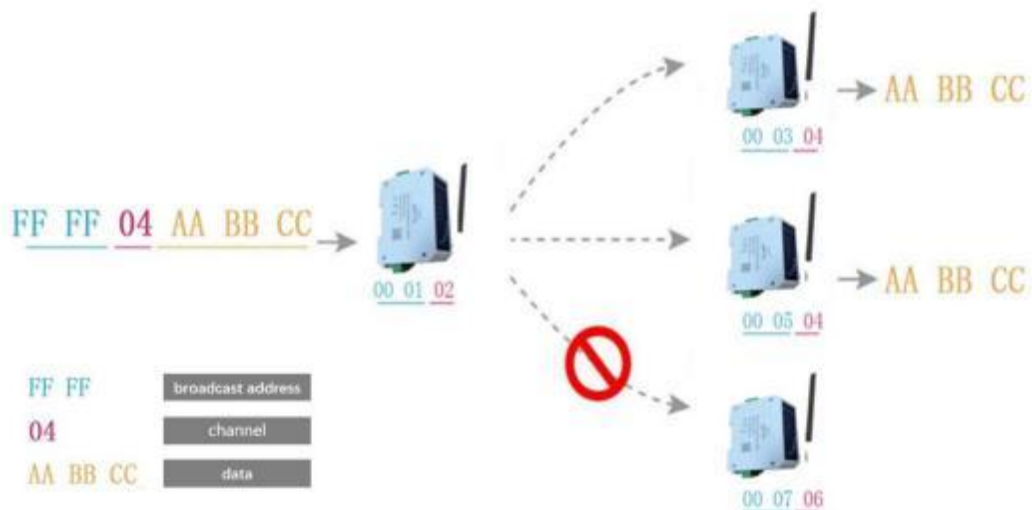 00 03 04
AA BB CC
FF FF 04 AA BB CC
00 01 02
00 05 04
AA BB CC
FF FF broadcast address
04 channel
AA BB CC data
00 07 06